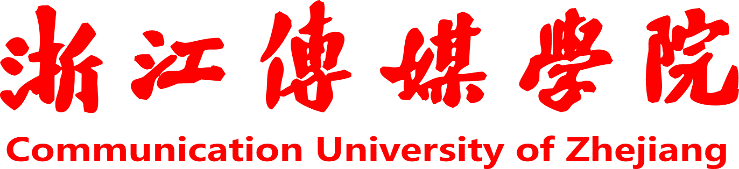 浙江傳媒學院
Communication University of Zhejiang